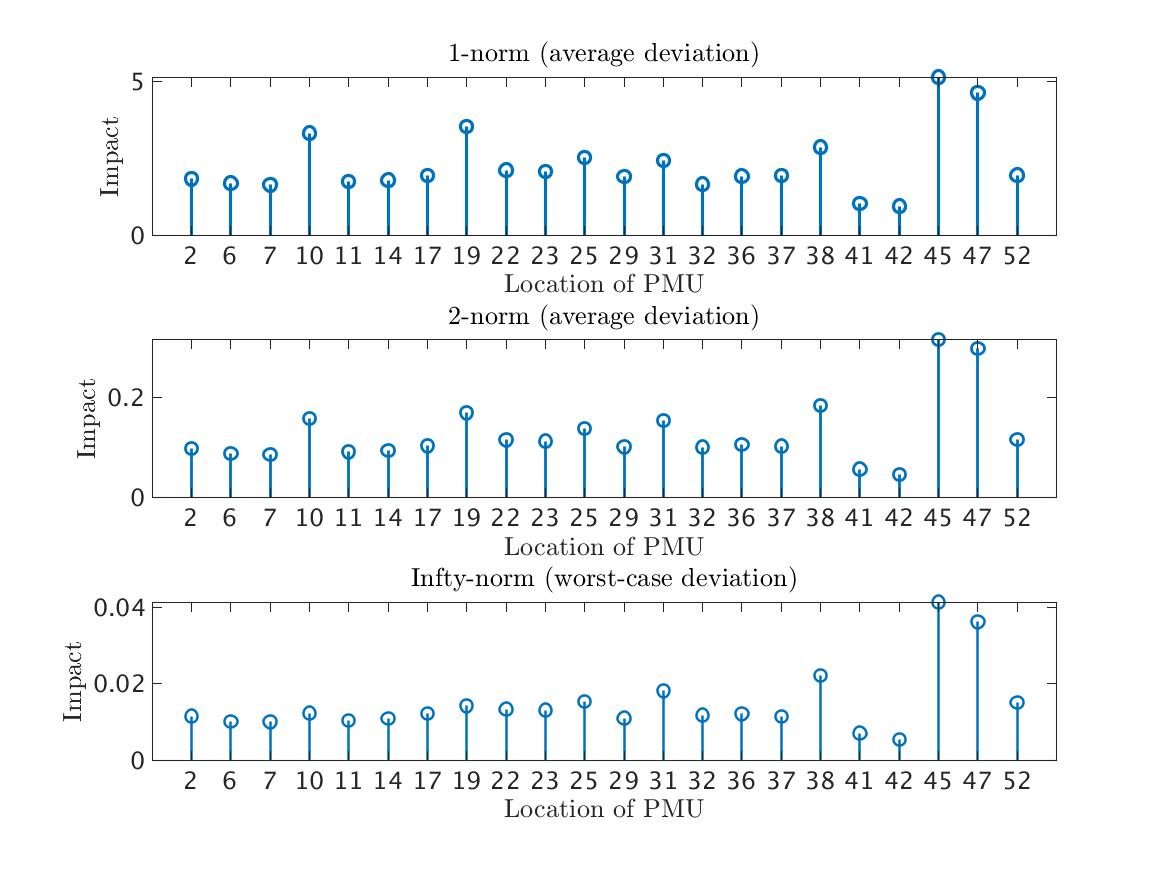 1-norm (average deviation)
5
0
Impact
2 6 7 10 11 14 17 19 22 23 25 29 31 32 36 37 38 41 42 45 47 52
Location of PMU
2-norm (average deviation)
0.2
0
Impact
2 6 7 10 11 14 17 19 22 23 25 29 31 32 36 37 38 41 42 45 47 52
Location of PMU
Infty-norm (worst-case deviation)
0.04
0.02
0
Impact
2 6 7 10 11 14 17 19 22 23 25 29 31 32 36 37 38 41 42 45 47 52
Location of PMU